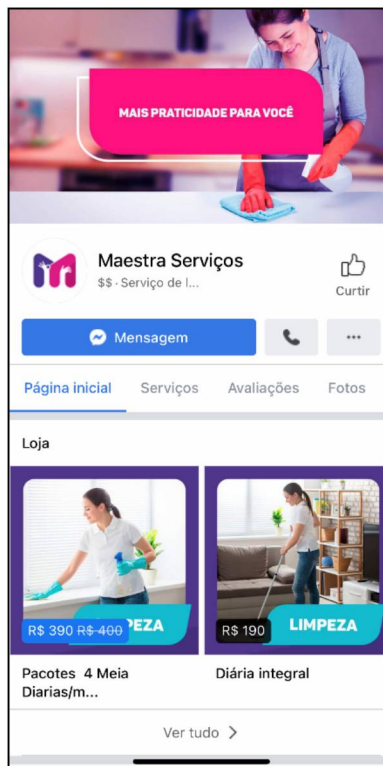 MAIS PRATICIDADE PARA VOCÊ
Maestra Serviços
$$ · Serviço de l...
Curtir
Mensagem
Página inicial
Serviços
Avaliações
Fotos
Loja
R$ 390 R$ 400
PEZA
R$ 190
LIMPEZA
Pacotes 4 Meia
Diarias/m...
Diária integral
Ver tudo